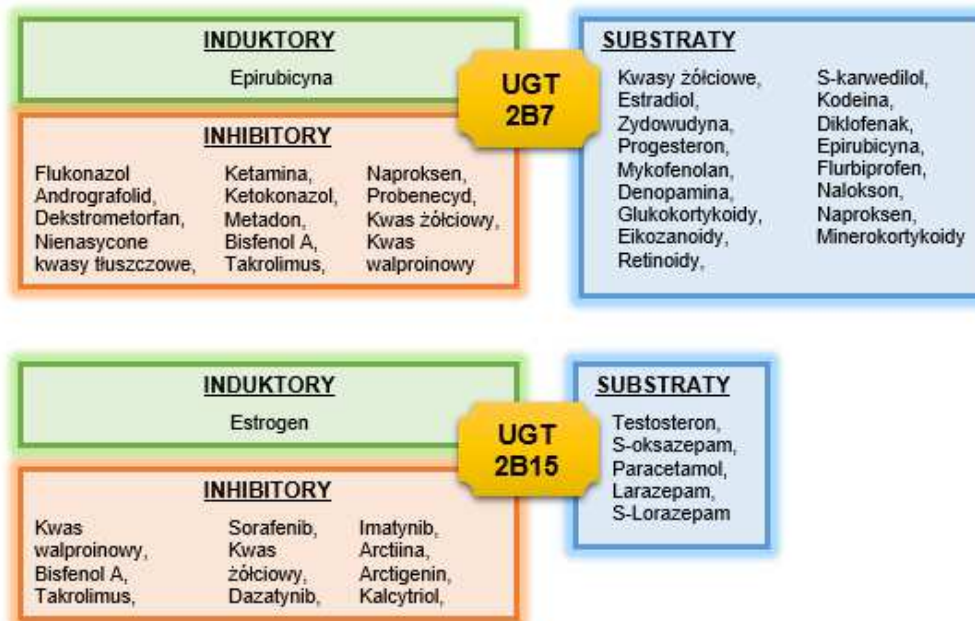 INDUKTORY
Epirubicyna
INHIBITORY
Flukonazol
Andrografolid,
Dekstrometorfan,
Nienasycone
kwasy tłuszczowe,
Ketamina,
Ketokonazol,
Metadon,
Bisfenol A,
Takrolimus,
Naproksen,
Probenecyd,
Kwas żółciowy,
Kwas
walproinowy
UGT
2B7
SUBSTRATY
Kwasy żółciowe,
Estradiol,
Zydowudyna,
Progesteron,
Mykofenolan,
Denopamina,
Glukokortykoidy,
Eikozanoidy,
Retinoidy,
S-karwedilol,
Kodeina,
Diklofenak,
Epirubicyna,
Flurbiprofen,
Nalokson,
Naproksen,
Minerokortykoidy
INDUKTORY
Estrogen
INHIBITORY
Kwas
walproinowy,
Bisfenol A,
Takrolimus,
Sorafenib,
Kwas
żółciowy,
Dazatynib,
Imatynib,
Arctiina,
Arctigenin,
Kalcytriol,
UGT
2B15
SUBSTRATY
Testosteron,
S-oksazepam,
Paracetamol,
Larazepam,
S-Lorazepam